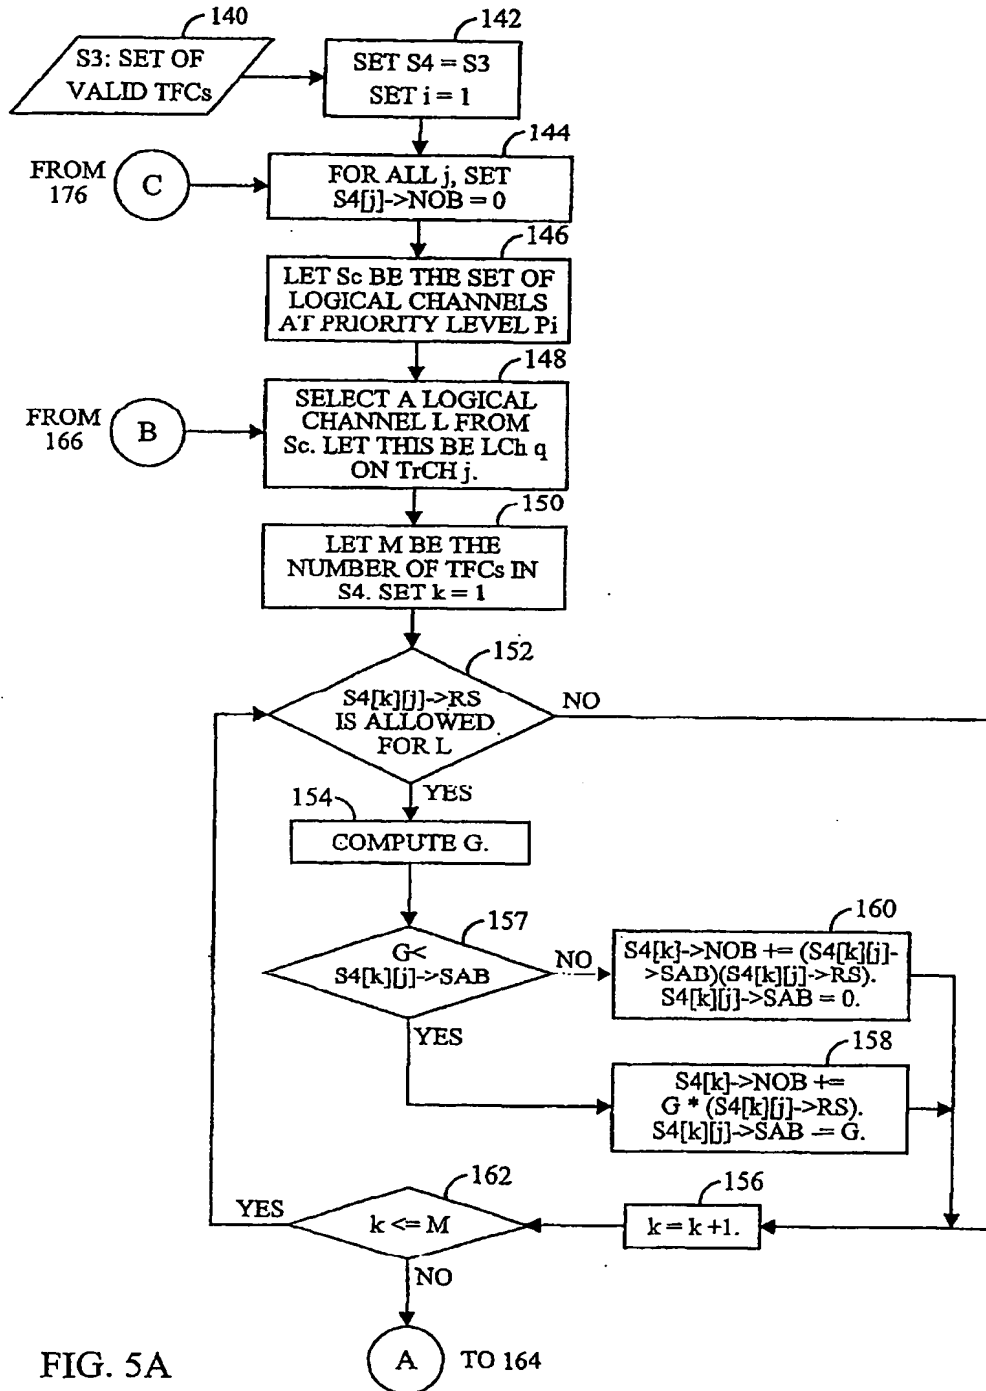 140
S3: SET OF
VALID TFCs
142
SET S4 = S3
SET i = 1
144
FROM
176
C
FOR ALL j, SET
S4[j]->NOB = 0
146
LET Sc BE THE SET OF
LOGICAL CHANNELS
AT PRIORITY LEVEL Pi
148
FROM
166
B
SELECT A LOGICAL
CHANNEL L FROM
Sc. LET THIS BE LCh q
ON TrCH j.
150
LET M BE THE
NUMBER OF TFCs IN
S4. SET k = 1
152
S4[k][j]->RS
IS ALLOWED
FOR L
NO
YES
154
COMPUTE G.
157
G<
S4[k][j]->SAB
NO
YES
160
S4[k]->NOB += (S4[k][j]-
>SAB)(S4[k][j]->RS).
S4[k][j]->SAB = 0.
158
S4[k]->NOB +=
G * (S4[k][j]->RS).
S4[k][j]->SAB -= G.
162
YES
k <= M
NO
156
k = k +1.
A
TO 164
FIG. 5A